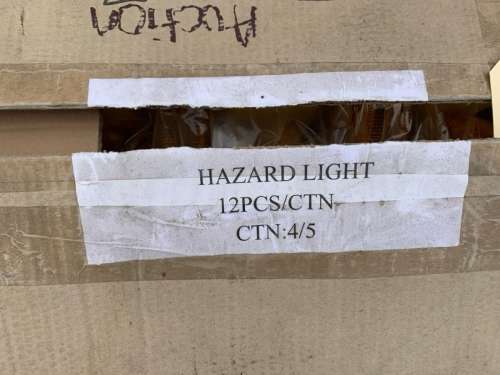 Auction
HAZARD LIGHT
12PCS/CTN
CTN:4/5